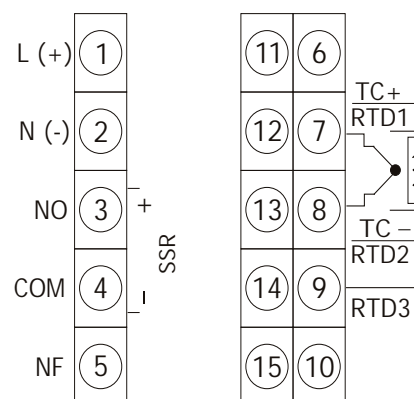 L (+) 1
N (-) 2
NO 3
COM 4
NF 5
+
SSR
–
11 6
12 7
13 8
14 9
15 10
TC+
RTD1
TC –
RTD2
RTD3